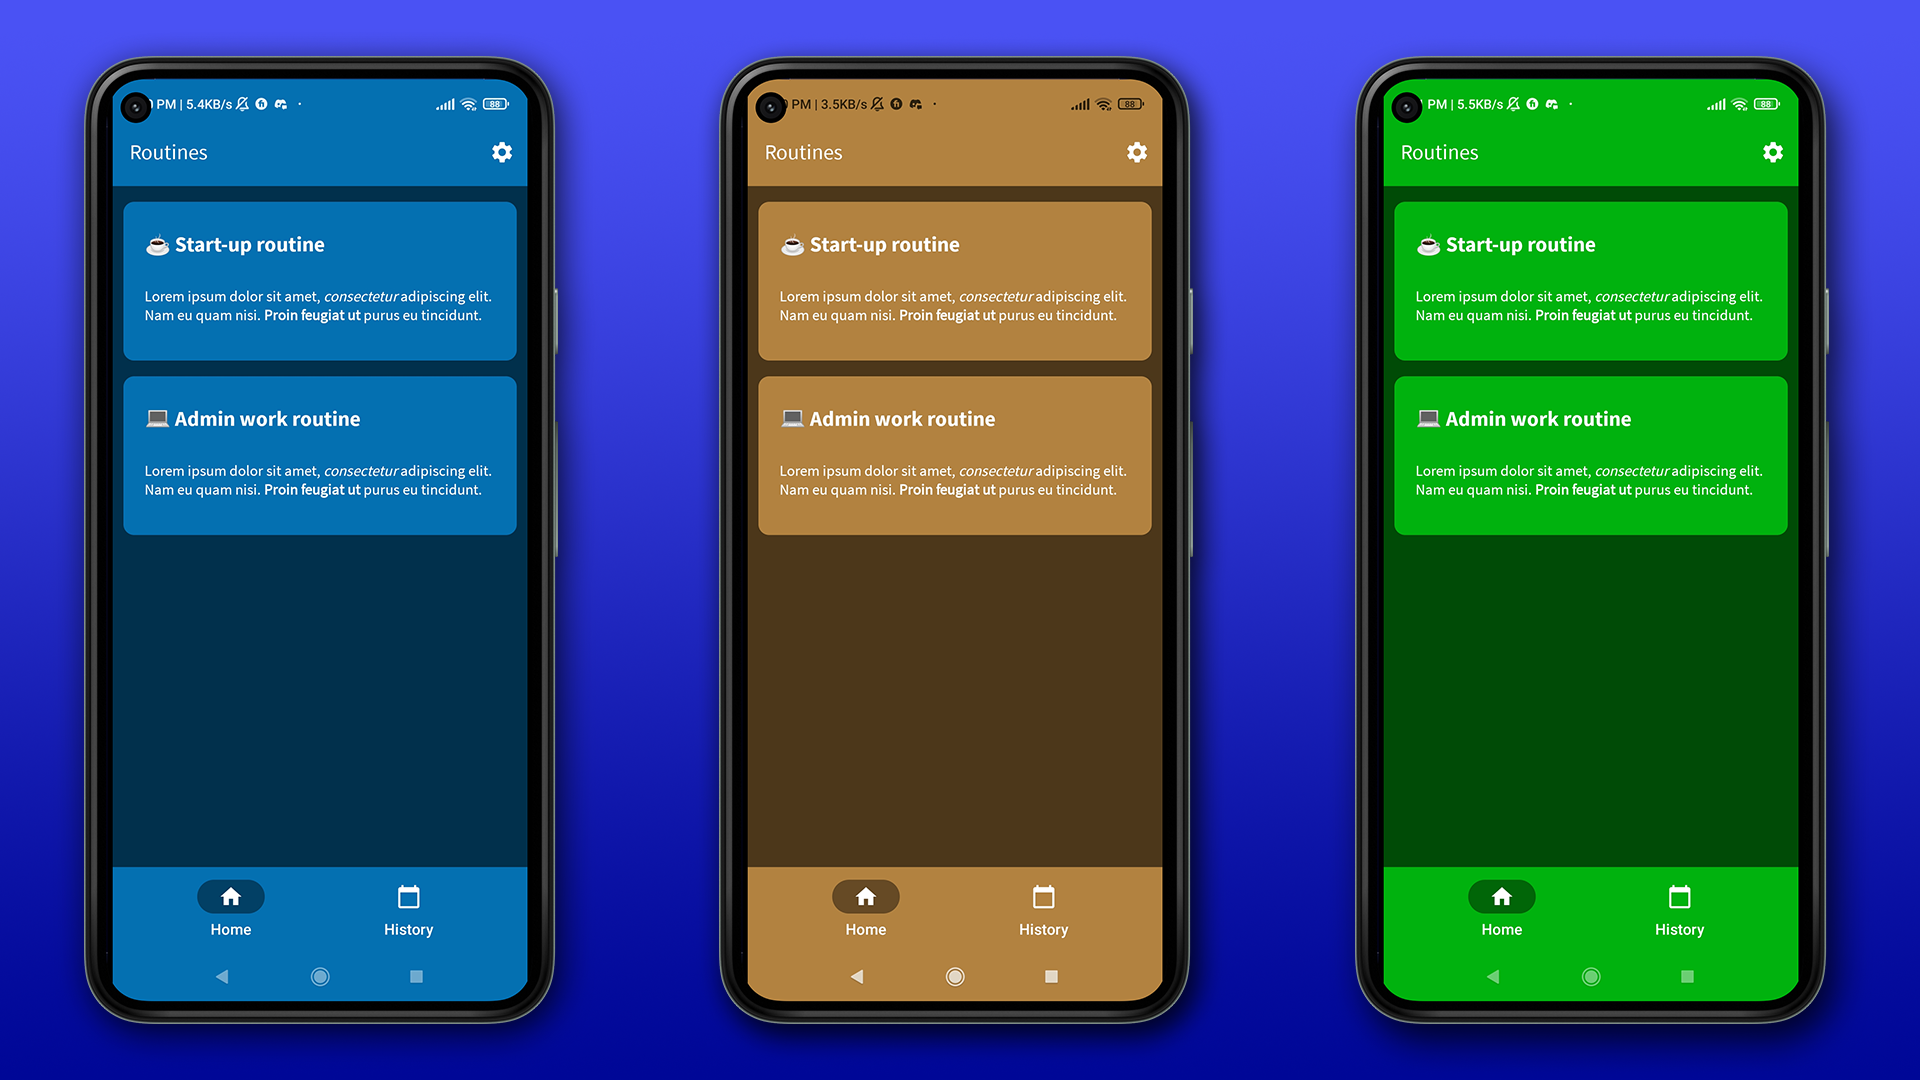 PM | 5.4KB/s
88
Routines
Start-up routine
Lorem ipsum dolor sit amet, consectetur adipiscing elit.
Nam eu quam nisi. Proin feugiat ut purus eu tincidunt.
Admin work routine
Lorem ipsum dolor sit amet, consectetur adipiscing elit.
Nam eu quam nisi. Proin feugiat ut purus eu tincidunt.
Home
History
PM | 3.5KB/s
88
Routines
Start-up routine
Lorem ipsum dolor sit amet, consectetur adipiscing elit.
Nam eu quam nisi. Proin feugiat ut purus eu tincidunt.
Admin work routine
Lorem ipsum dolor sit amet, consectetur adipiscing elit.
Nam eu quam nisi. Proin feugiat ut purus eu tincidunt.
Home
History
PM | 5.5KB/s
88
Routines
Start-up routine
Lorem ipsum dolor sit amet, consectetur adipiscing elit.
Nam eu quam nisi. Proin feugiat ut purus eu tincidunt.
Admin work routine
Lorem ipsum dolor sit amet, consectetur adipiscing elit.
Nam eu quam nisi. Proin feugiat ut purus eu tincidunt.
Home
History